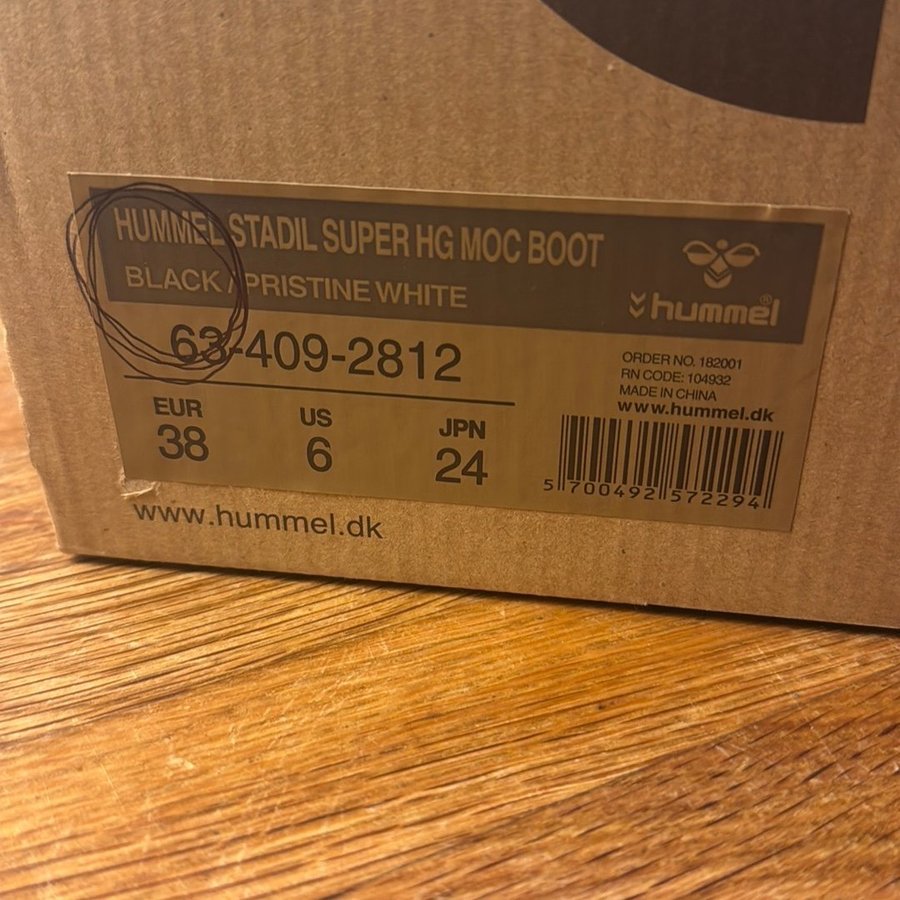 HUMMEL STADIL SUPER HG MOC BOOT
BLACK / PRISTINE WHITE
hummel®
63-409-2812
ORDER NO. 182001
RN CODE: 104932
MADE IN CHINA
www.hummel.dk
EUR
38
US
6
JPN
24
5 700492 572294
www.hummel.dk